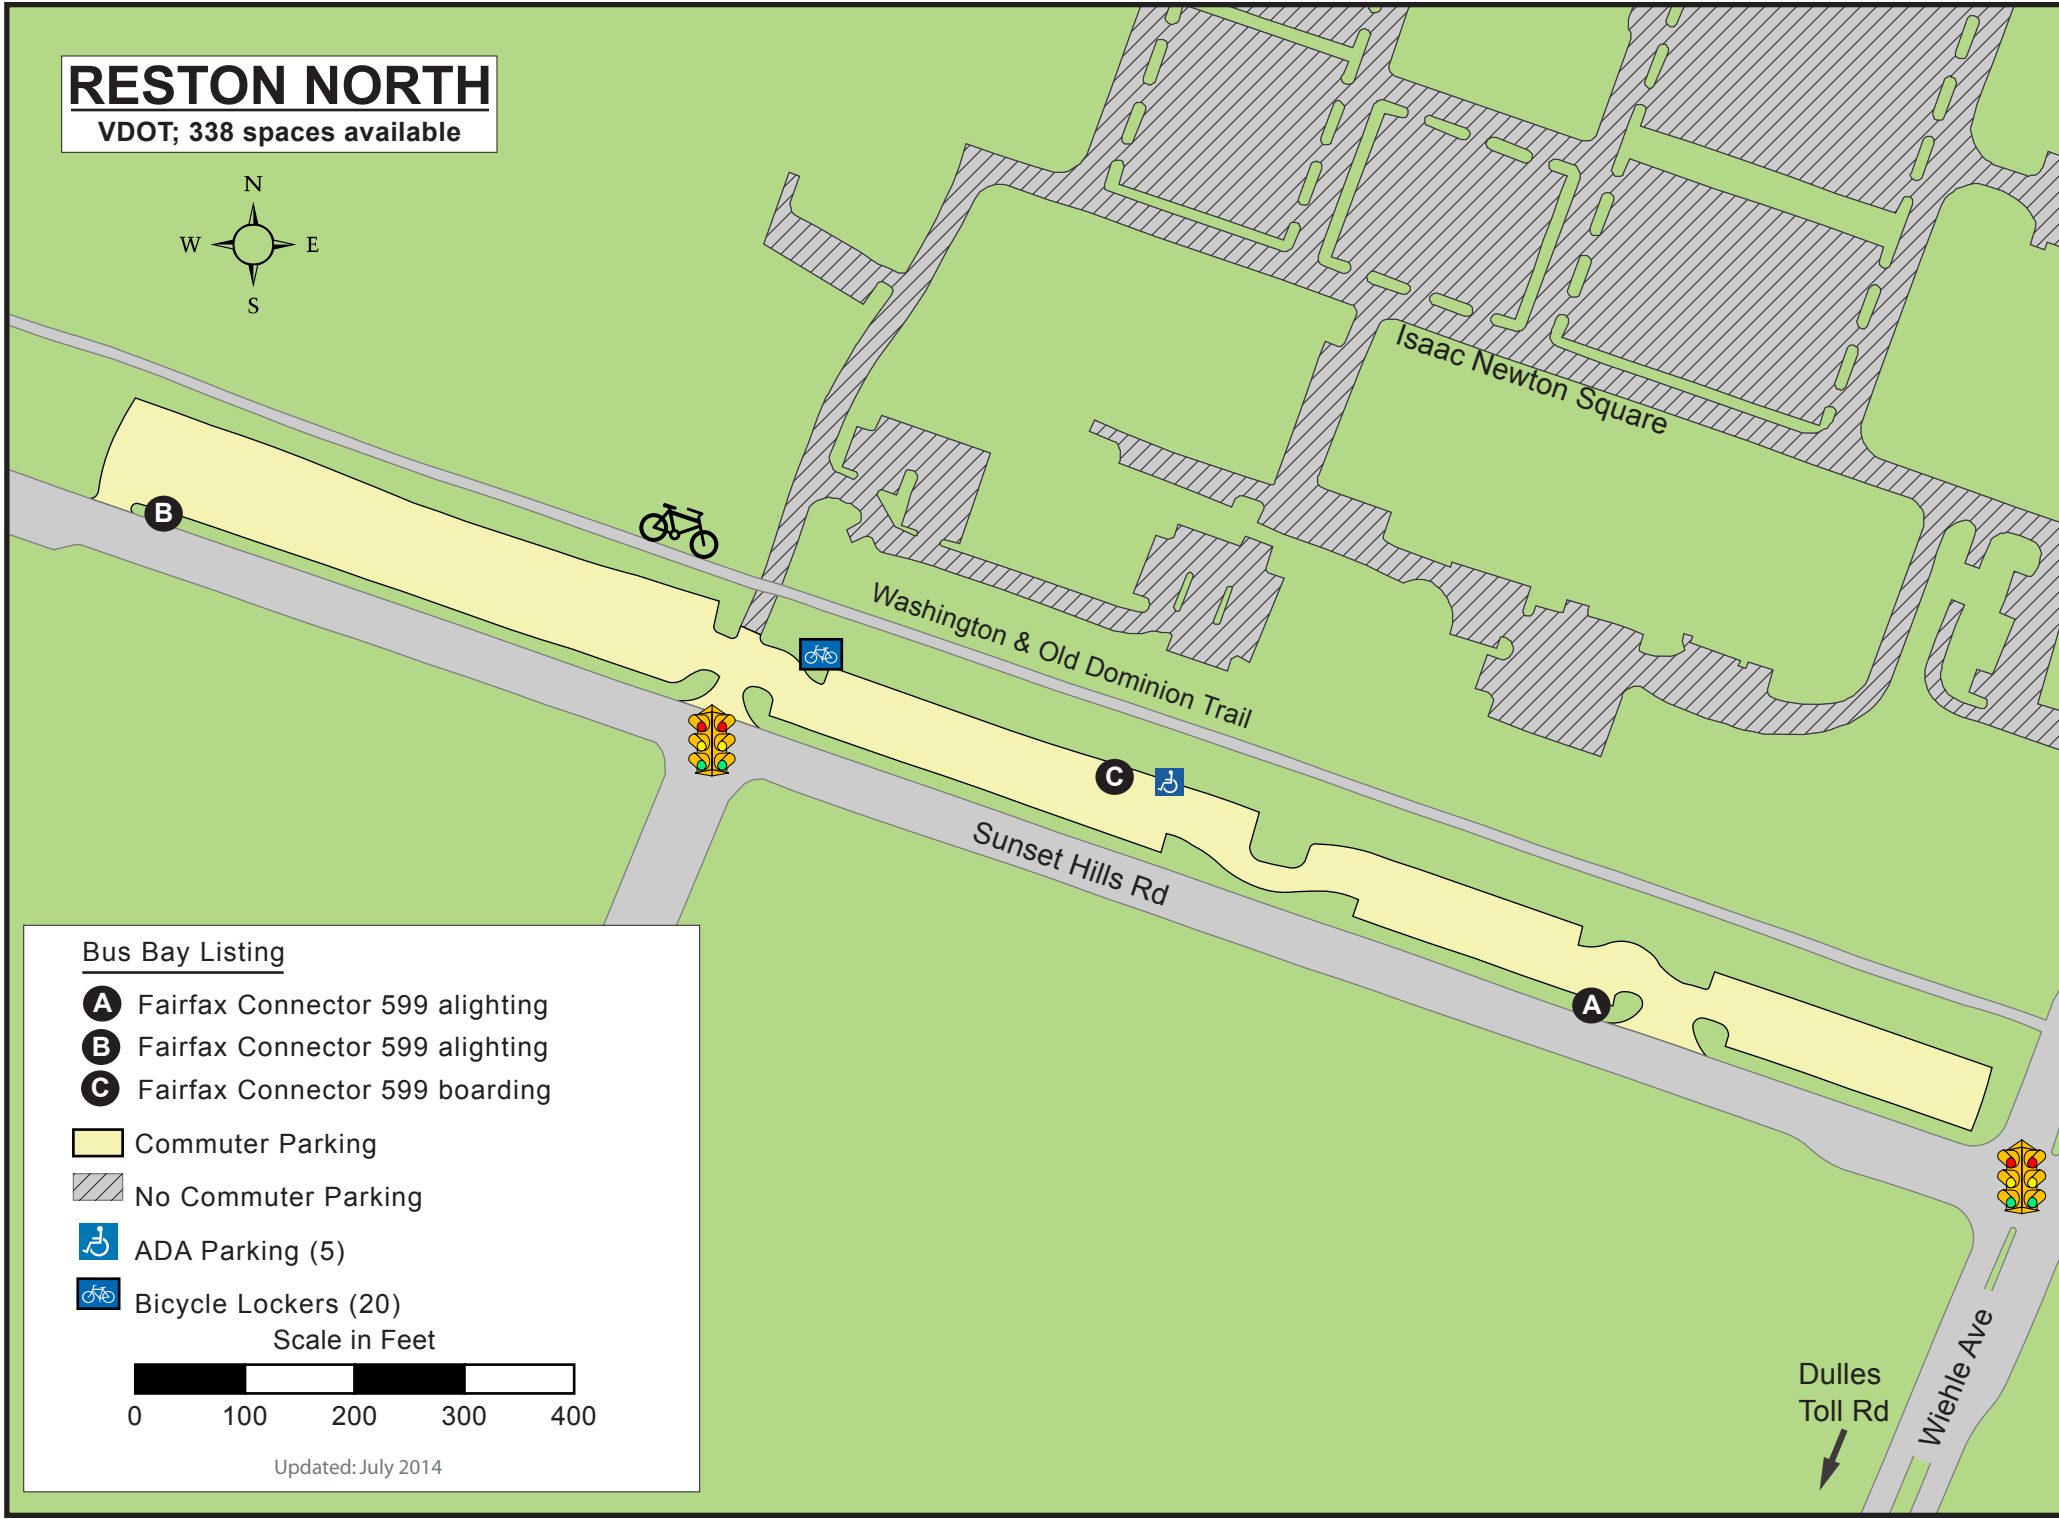 RESTON NORTH
VDOT; 338 spaces available
N
W E
S
Isaac Newton Square
B
Washington & Old Dominion Trail
C
Sunset Hills Rd
A
Bus Bay Listing
A Fairfax Connector 599 alighting
B Fairfax Connector 599 alighting
C Fairfax Connector 599 boarding
Commuter Parking
No Commuter Parking
ADA Parking (5)
Bicycle Lockers (20)
Scale in Feet
0 100 200 300 400
Updated: July 2014
Dulles
Toll Rd
Wiehle Ave